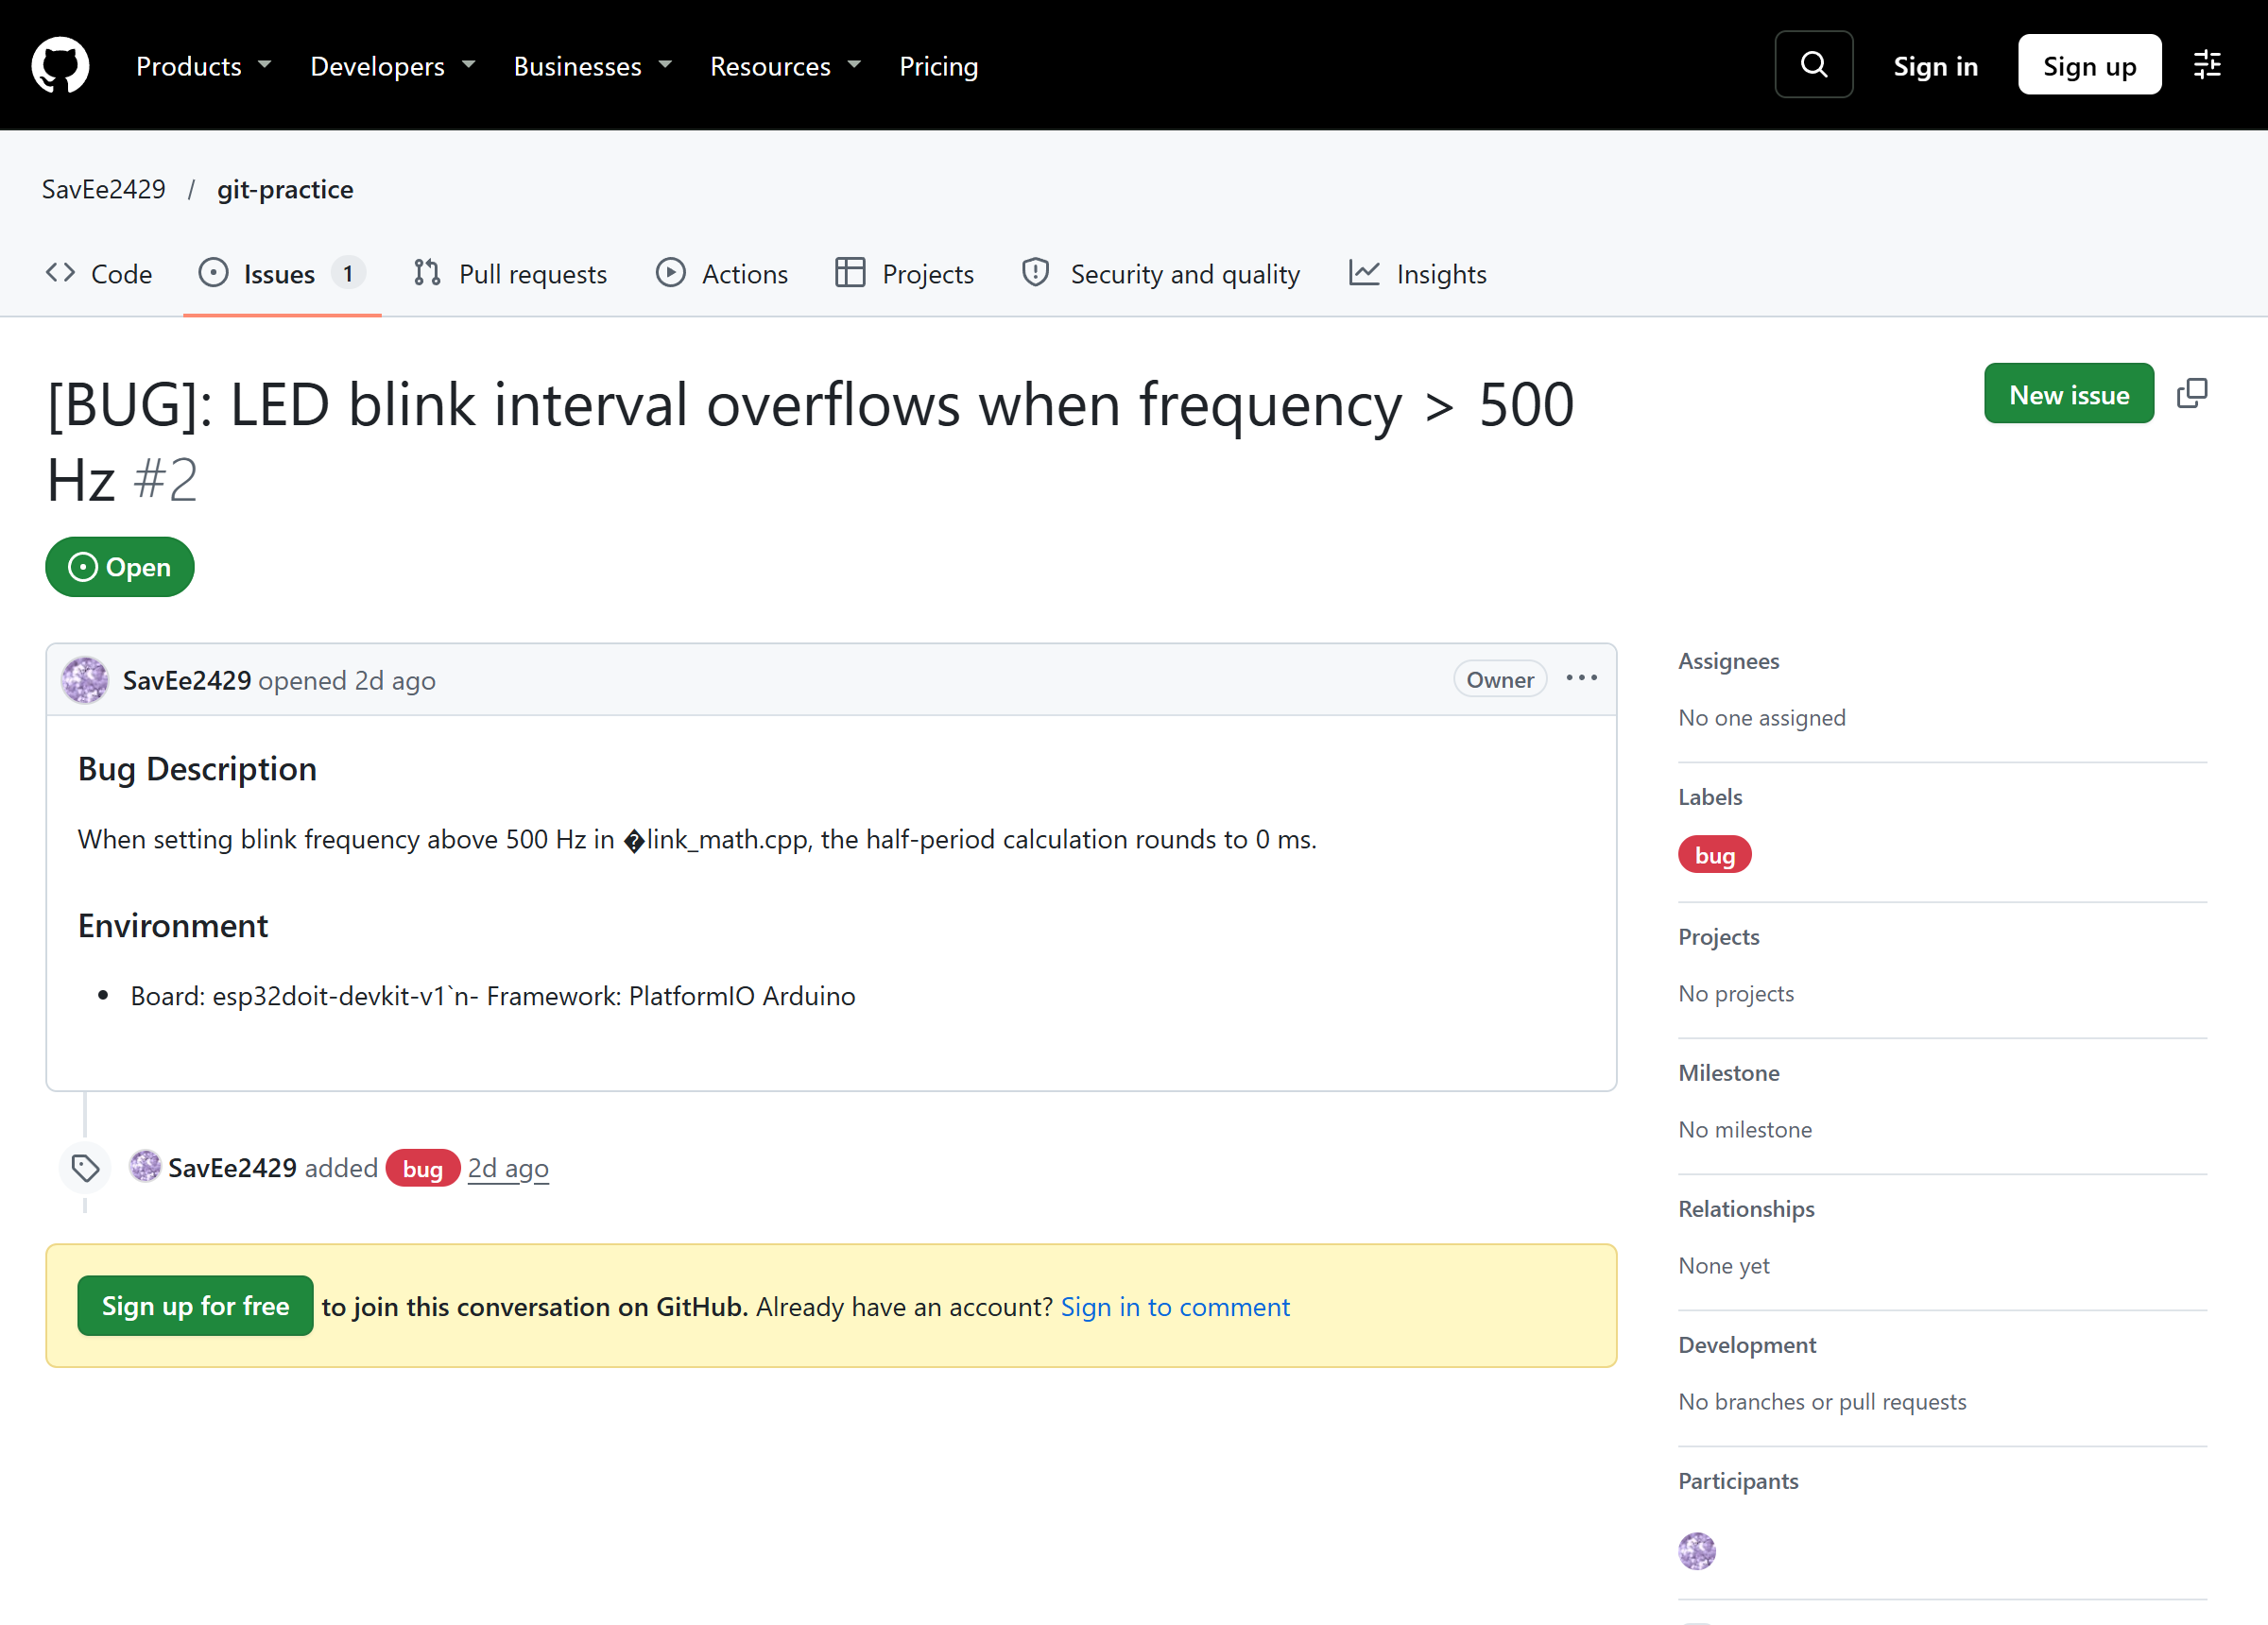 Products Developers Businesses Resources Pricing Sign in Sign up
SavEe2429 / git-practice
Code Issues 1 Pull requests Actions Projects Security and quality Insights
[BUG]: LED blink interval overflows when frequency > 500
Hz #2
New issue
Open
SavEe2429 opened 2d ago Owner
Bug Description
When setting blink frequency above 500 Hz in �link_math.cpp, the half-period calculation rounds to 0 ms.
Environment
• Board: esp32doit-devkit-v1`n- Framework: PlatformIO Arduino
SavEe2429 added bug 2d ago
Sign up for free to join this conversation on GitHub. Already have an account? Sign in to comment
Assignees
No one assigned
Labels
bug
Projects
No projects
Milestone
No milestone
Relationships
None yet
Development
No branches or pull requests
Participants